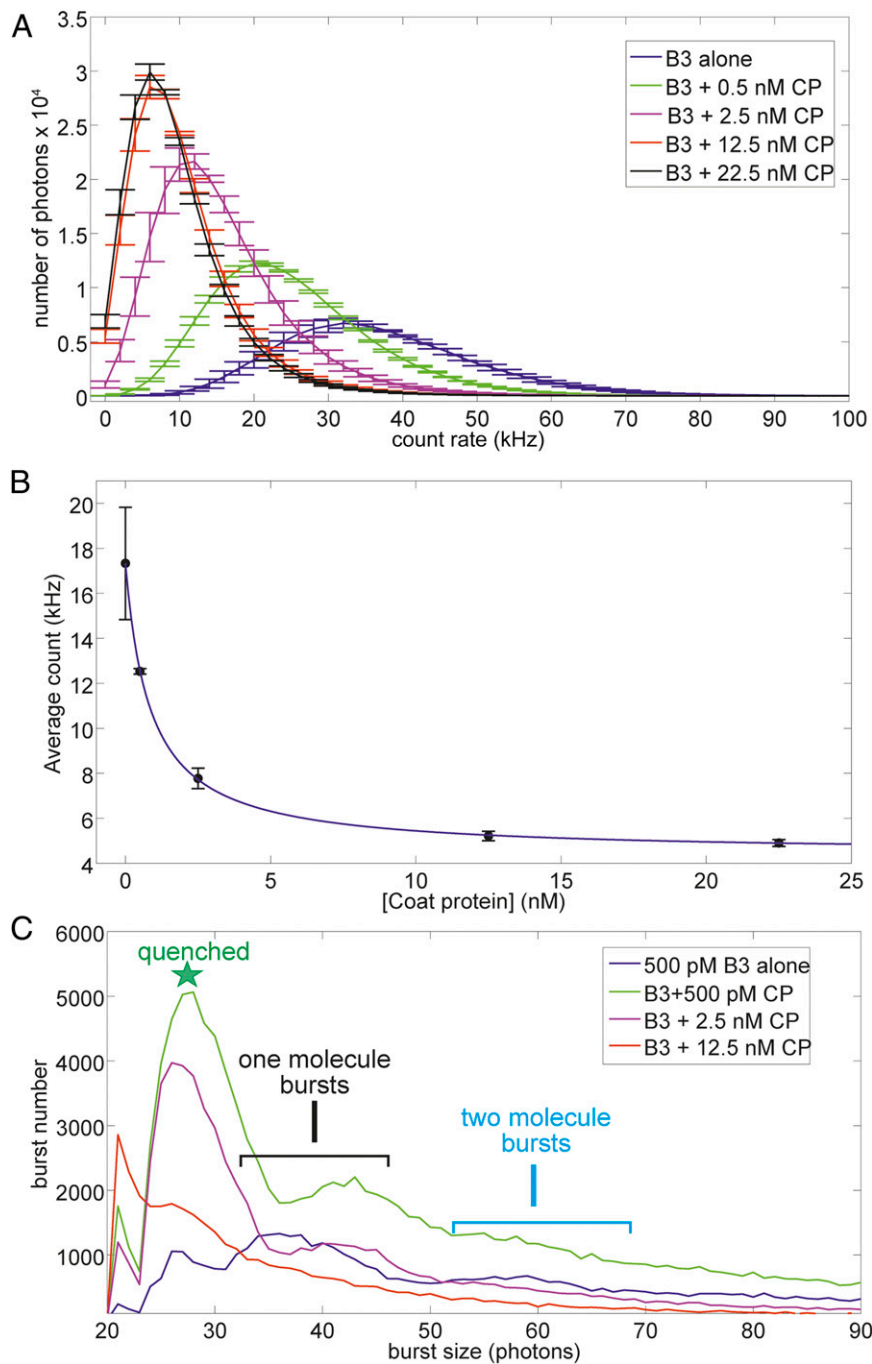 A
3.5
3
2.5
2
1.5
1
0.5
0
number of photons x 10⁴
B3 alone
B3 + 0.5 nM CP
B3 + 2.5 nM CP
B3 + 12.5 nM CP
B3 + 22.5 nM CP
0 10 20 30 40 50 60 70 80 90 100
count rate (kHz)
B
20
18
16
14
12
10
8
6
4
Average count (kHz)
0 5 10 15 20 25
[Coat protein] (nM)
C
6000
5000
4000
3000
2000
1000
burst number
quenched
one molecule
bursts
two molecule
bursts
500 pM B3 alone
B3+500 pM CP
B3 + 2.5 nM CP
B3 + 12.5 nM CP
20 30 40 50 60 70 80 90
burst size (photons)